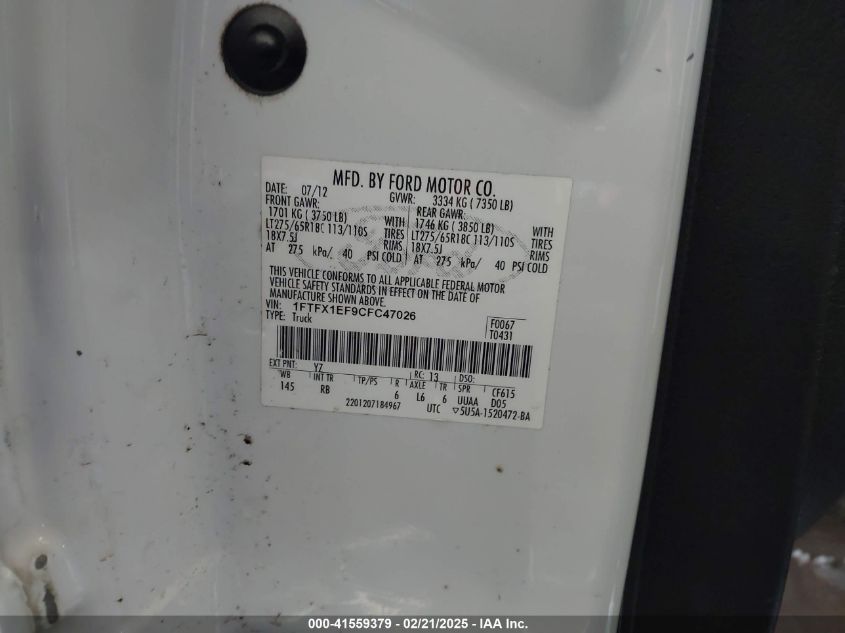 MFD. BY FORD MOTOR CO.
DATE: 07/12 GVWR: 3334 KG ( 7350 LB)
FRONT GAWR: REAR GAWR:
1701 KG ( 3750 LB) WITH 1746 KG ( 3850 LB) WITH
LT275/65R18C 113/110S TIRES LT275/65R18C 113/110S TIRES
18X7.5J RIMS 18X7.5J RIMS
AT 275 kPa/ 40 PSI COLD AT 275 kPa/ 40 PSI COLD
THIS VEHICLE CONFORMS TO ALL APPLICABLE FEDERAL MOTOR
VEHICLE SAFETY STANDARDS IN EFFECT ON THE DATE OF
MANUFACTURE SHOWN ABOVE.
VIN: 1FTFX1EF9CFC47026 F0067
TYPE: Truck T0431
EXT PNT: YZ RC: 13 DSO:
WB INT TR TP/PS R AXLE TR SPR CF615
145 RB 6 L6 6 UUAA D05
2201207184967 UTC ▽5U5A-1520472-BA
000-41559379 / 02/21/2025 - IAA Inc.